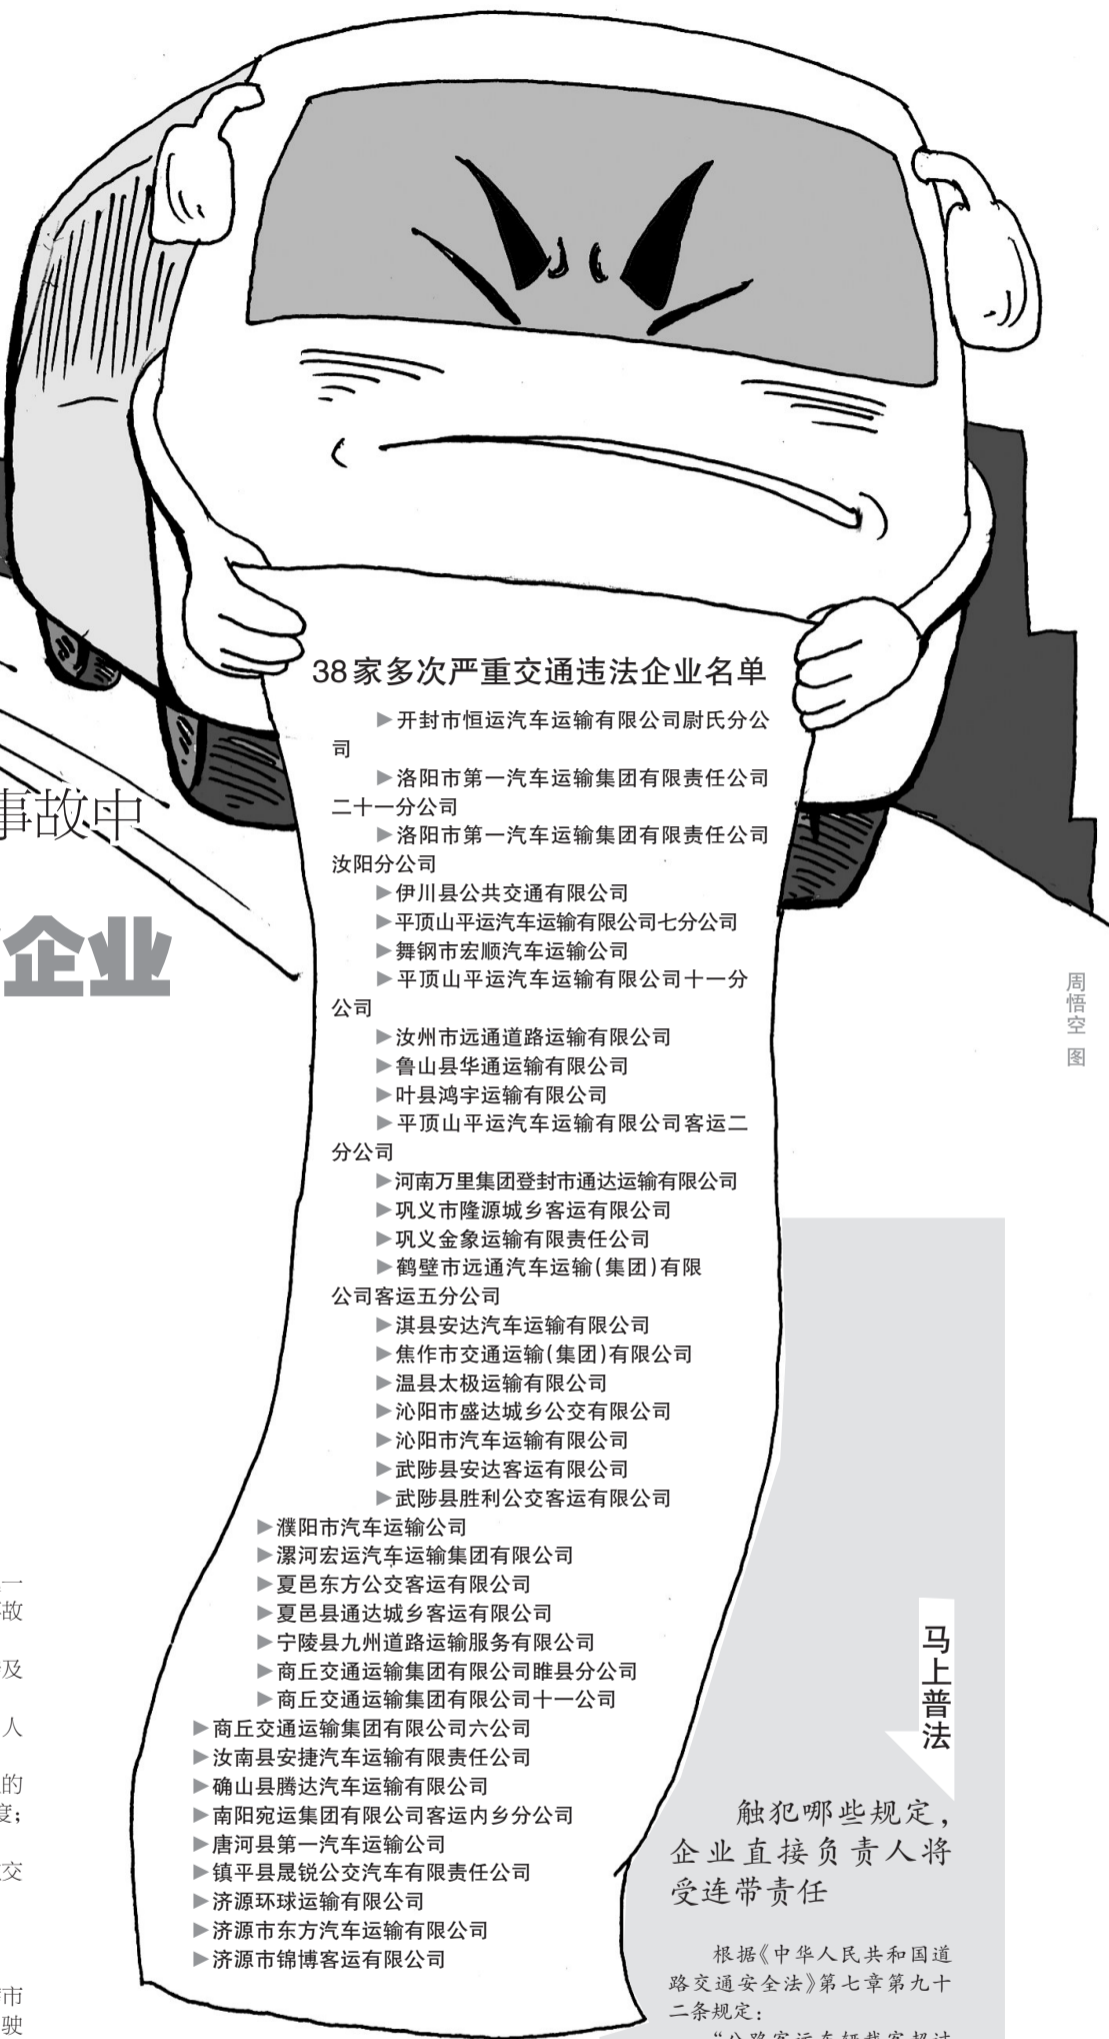 事故中
企业
38家多次严重交通违法企业名单
▶开封市恒运汽车运输有限公司尉氏分公
司
▶洛阳市第一汽车运输集团有限责任公司
二十一分公司
▶洛阳市第一汽车运输集团有限责任公司
汝阳分公司
▶伊川县公共交通有限公司
▶平顶山平运汽车运输有限公司七分公司
▶舞钢市宏顺汽车运输公司
▶平顶山平运汽车运输有限公司十一分
公司
▶汝州市远通道路运输有限公司
▶鲁山县华通运输有限公司
▶叶县鸿宇运输有限公司
▶平顶山平运汽车运输有限公司客运二
分公司
▶河南万里集团登封市通达运输有限公司
▶巩义市隆源城乡客运有限公司
▶巩义金象运输有限责任公司
▶鹤壁市远通汽车运输(集团)有限
公司客运五分公司
▶淇县安达汽车运输有限公司
▶焦作市交通运输(集团)有限公司
▶温县太极运输有限公司
▶沁阳市盛达城乡公交有限公司
▶沁阳市汽车运输有限公司
▶武陟县安达客运有限公司
▶武陟县胜利公交客运有限公司
▶濮阳市汽车运输公司
▶漯河宏运汽车运输集团有限公司
▶夏邑东方公交客运有限公司
▶夏邑县通达城乡客运有限公司
▶宁陵县九州道路运输服务有限公司
▶商丘交通运输集团有限公司睢县分公司
▶商丘交通运输集团有限公司十一公司
▶商丘交通运输集团有限公司六公司
▶汝南县安捷汽车运输有限责任公司
▶确山县腾达汽车运输有限公司
▶南阳宛运集团有限公司客运内乡分公司
▶唐河县第一汽车运输公司
▶镇平县晟锐公交汽车有限责任公司
▶济源环球运输有限公司
▶济源市东方汽车运输有限公司
▶济源市锦博客运有限公司
周悟空 图
一
故
及
人
的
度;
交
市
驶
马上普法
触犯哪些规定,
企业直接负责人将
受连带责任
根据《中华人民共和国道
路交通安全法》第七章第九十
二条规定:
“公路客运车辆载客超过